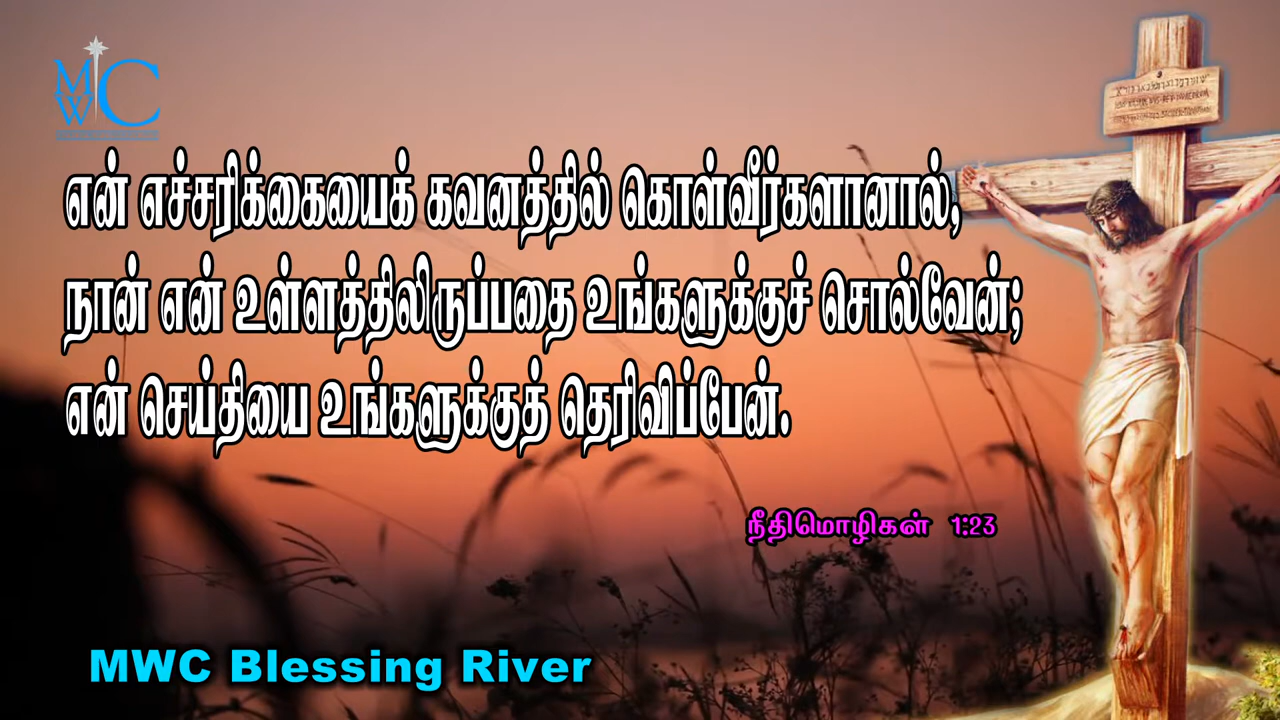 MWC
என் எச்சரிக்கையைக் கவனத்தில் கொள்வீர்களானால்,
நான் என் உள்ளத்திலிருப்பதை உங்களுக்குச் சொல்வேன்;
என் செய்தியை உங்களுக்குத் தெரிவிப்பேன்.
நீதிமொழிகள் 1:23
MWC Blessing River